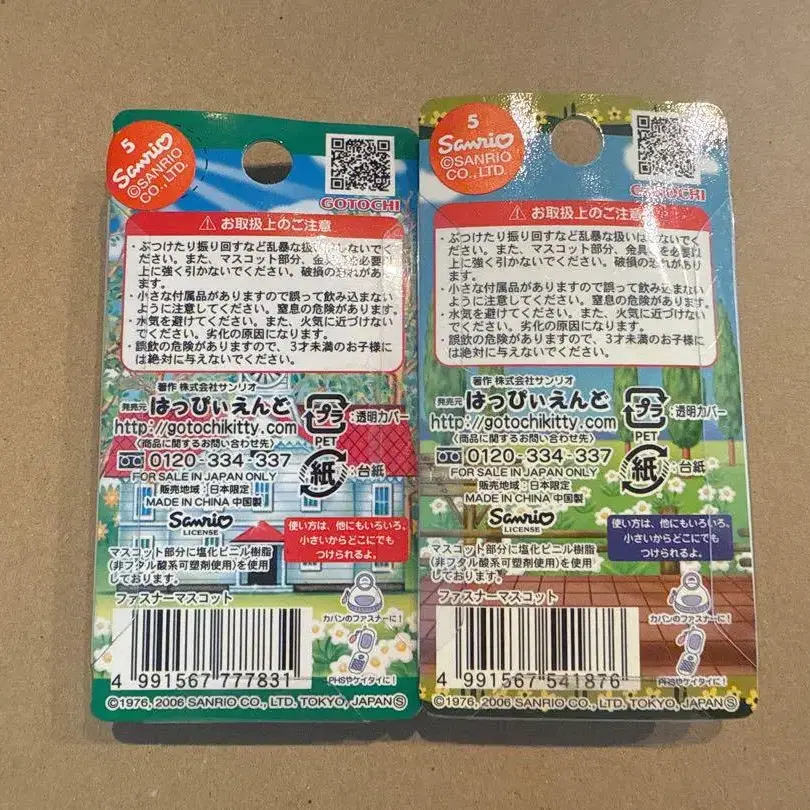 5
Sanrio
©SANRIO
CO., LTD.
GOTOCHI
⚠ お取扱上のご注意
・ぶつけたり振り回すなど乱暴な扱いはしないでください。また、マスコット部分、金具を必要以
上に強く引かないでください。破損の恐れがあります。
・小さな付属品がありますので誤って飲み込まない
ように注意してください。窒息の危険があります。
・水気を避けてください。また、火気に近づけない
でください。劣化の原因になります。
・誤飲の危険がありますので、3才未満のお子様に
は絶対に与えないでください。
著作 株式会社サンリオ
発売元 はっぴぃえんど
http://gotochikitty.com
〈商品に関するお問い合わせ先〉
0120-334-337
FOR SALE IN JAPAN ONLY
販売地域:日本限定
MADE IN CHINA 中国製
Sanrio
LICENSE
プラ :透明カバー
PET
紙 :台紙
使い方は、他にもいろいろ。
小さいからどこにでも
つけられるよ。
マスコット部分に塩化ビニル樹脂
(非フタル酸系可塑剤使用)を使用
しております。
ファスナーマスコット
カバンのファスナーに!
PHSやケイタイに!
4 991567 777831
©1976, 2006 SANRIO CO., LTD. TOKYO, JAPAN Ⓢ
5
Sanrio
©SANRIO
CO., LTD.
GOTOCHI
⚠ お取扱上のご注意
・ぶつけたり振り回すなど乱暴な扱いはしないでく
ださい。また、マスコット部分、金具を必要以
上に強く引かないでください。破損の恐れがあり
ます。
・小さな付属品がありますので誤って飲み込まない
ように注意してください。窒息の危険があります。
・水気を避けてください。また、火気に近づけない
でください。劣化の原因になります。
・誤飲の危険がありますので、3才未満のお子様に
は絶対に与えないでください。
著作 株式会社サンリオ
発売元 はっぴぃえんど
http://gotochikitty.com
〈商品に関するお問い合わせ先〉
0120-334-337
FOR SALE IN JAPAN ONLY
販売地域:日本限定
MADE IN CHINA 中国製
Sanrio
LICENSE
プラ :透明カバー
PET
紙 :台紙
使い方は、他にもいろいろ。
小さいからどこにでも
つけられるよ。
マスコット部分に塩化ビニル樹脂
(非フタル酸系可塑剤使用)を使用
しております。
ファスナーマスコット
カバンのファスナーに!
PHSやケイタイに!
4 991567 541876
©1976, 2006 SANRIO CO., LTD. TOKYO, JAPAN Ⓢ